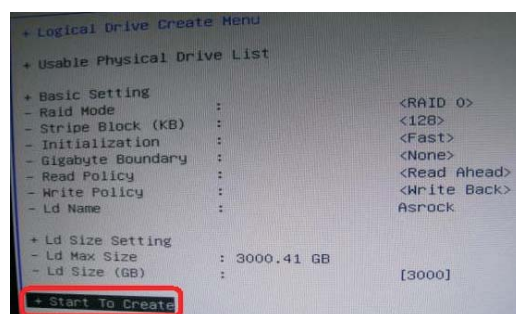 + Logical Drive Create Menu
+ Usable Physical Drive List
+ Basic Setting
- Raid Mode : <RAID 0>
- Stripe Block (KB) : <128>
- Initialization : <Fast>
- Gigabyte Boundary : <None>
- Read Policy : <Read Ahead>
- Write Policy : <Write Back>
- Ld Name : Asrock
+ Ld Size Setting
- Ld Max Size : 3000.41 GB
- Ld Size (GB) : [3000]
+ Start To Create